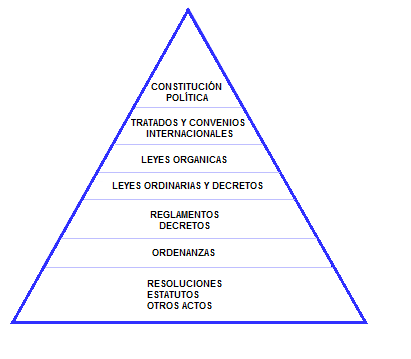 CONSTITUCIÓN
POLÍTICA
TRATADOS Y CONVENIOS
INTERNACIONALES
LEYES ORGANICAS
LEYES ORDINARIAS Y DECRETOS
REGLAMENTOS
DECRETOS
ORDENANZAS
RESOLUCIONES
ESTATUTOS
OTROS ACTOS